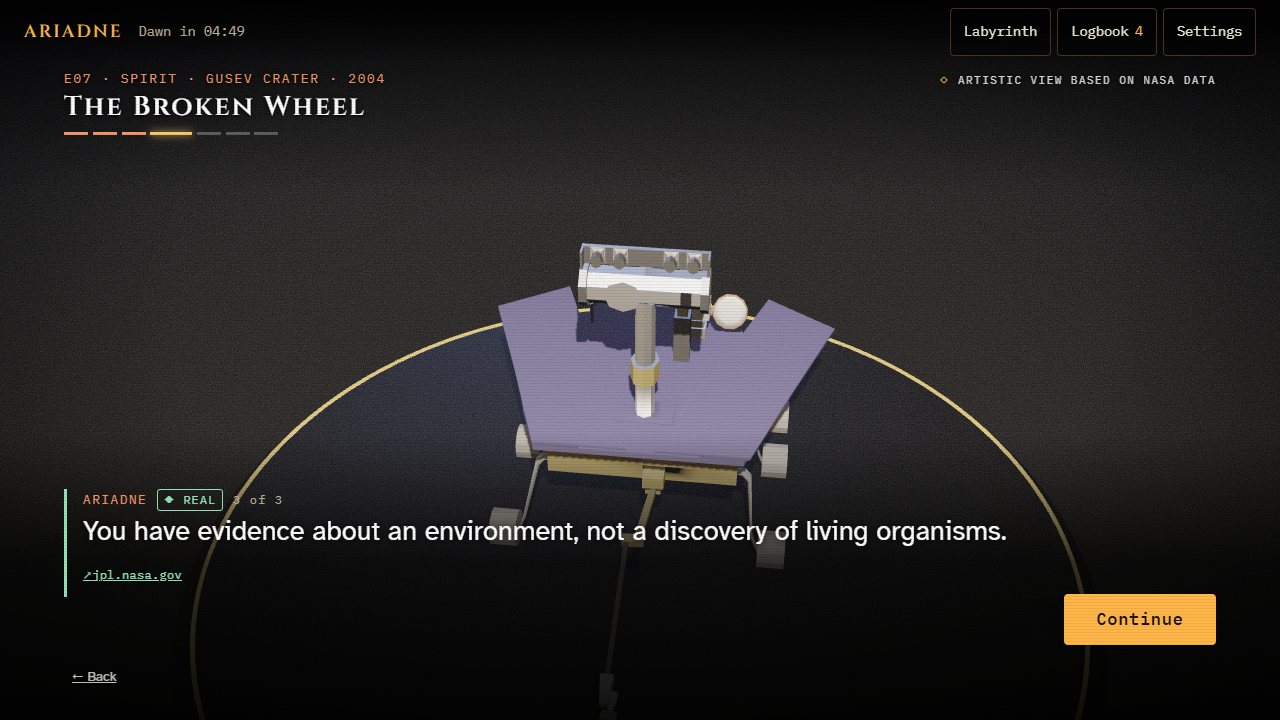 ARIADNE Dawn in 04:49 Labyrinth Logbook 4 Settings
E07 · SPIRIT · GUSEV CRATER · 2004
◇ ARTISTIC VIEW BASED ON NASA DATA
The Broken Wheel
ARIADNE ◆ REAL 3 of 3
You have evidence about an environment, not a discovery of living organisms.
↗jpl.nasa.gov
Continue
← Back